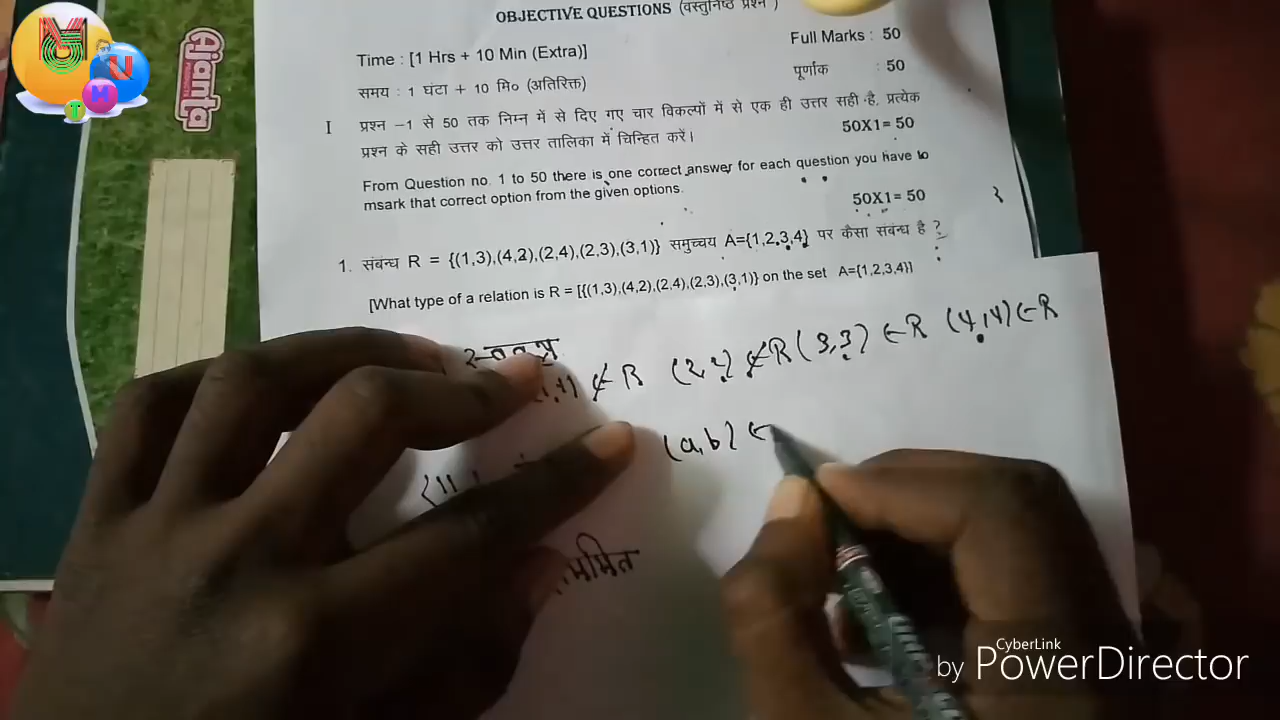 OBJECTIVE QUESTIONS (वस्तुनिष्ठ प्रश्न )
Time : [1 Hrs + 10 Min (Extra)] Full Marks : 50
समय : 1 घंटा + 10 मि० (अतिरिक्त) पूर्णांक : 50
I प्रश्न –1 से 50 तक निम्न में से दिए गए चार विकल्पों में से एक ही उत्तर सही है, प्रत्येक
प्रश्न के सही उत्तर को उत्तर तालिका में चिन्हित करें। 50X1= 50
From Question no. 1 to 50 there is one correct answer for each question you have to
msark that correct option from the given options. 50X1= 50
1. संबंन्ध R = {(1,3),(4,2),(2,4),(2,3),(3,1)} समुच्चय A={1,2,3,4} पर कैसा संबंध है ?
[What type of a relation is R = [{(1,3),(4,2),(2,4),(2,3),(3,1)} on the set A={1,2,3,4}]
∉ R (2,2) ∉ R (3,3) ∈ R (4,4) ∈ R
(a,b) ∈
Ajanta
M
U
H
T
CyberLink
by PowerDirector